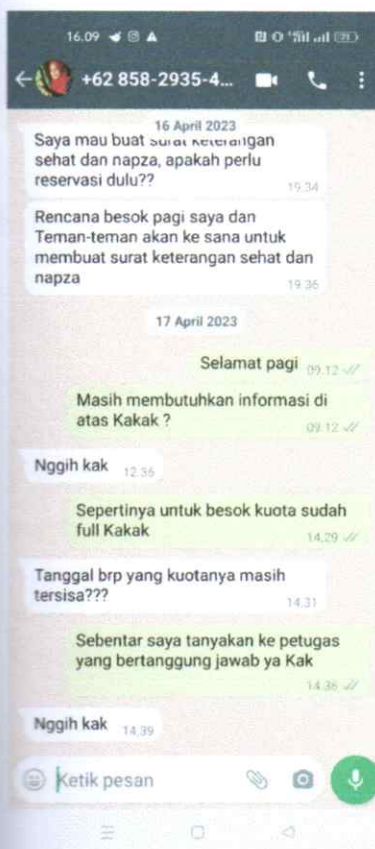 16.09
+62 858-2935-4...
16 April 2023
Saya mau buat surat keterangan
sehat dan napza, apakah perlu
reservasi dulu??
19.34
Rencana besok pagi saya dan
Teman-teman akan ke sana untuk
membuat surat keterangan sehat dan
napza
19.36
17 April 2023
Selamat pagi 09.12
Masih membutuhkan informasi di
atas Kakak ?
09.12
Nggih kak 12.36
Sepertinya untuk besok kuota sudah
full Kakak
14.29
Tanggal brp yang kuotanya masih
tersisa???
14.31
Sebentar saya tanyakan ke petugas
yang bertanggung jawab ya Kak
14.36
Nggih kak 14.39
Ketik pesan